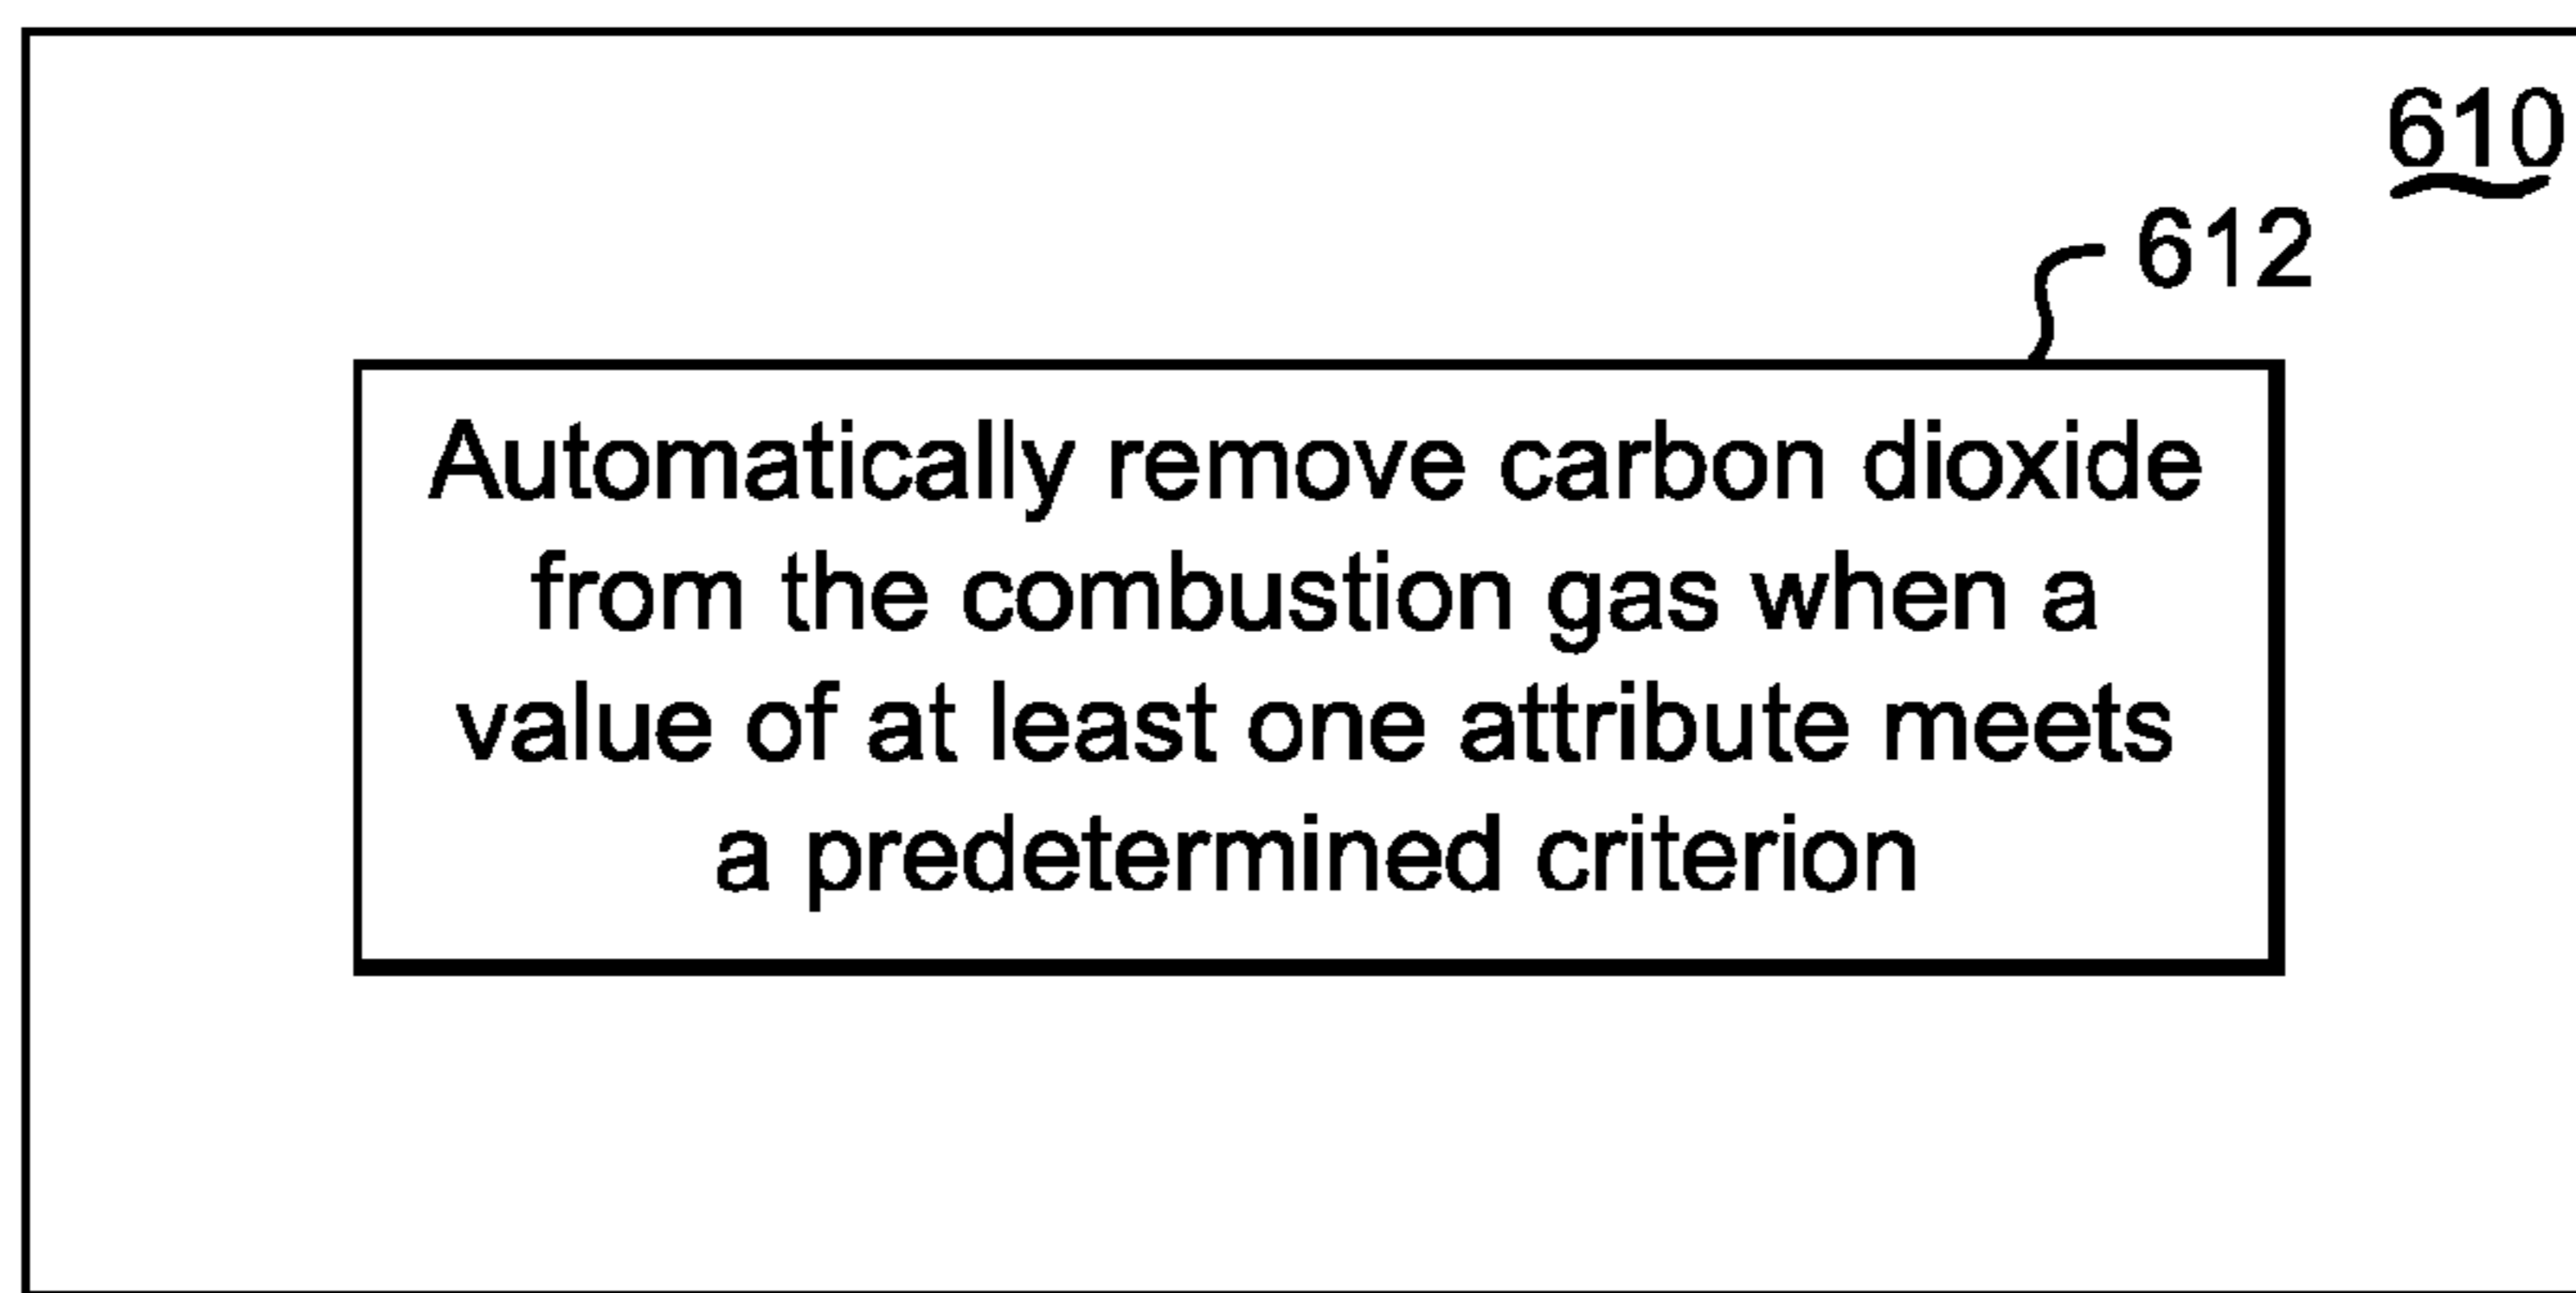 610
612
Automatically remove carbon dioxide
from the combustion gas when a
value of at least one attribute meets
a predetermined criterion